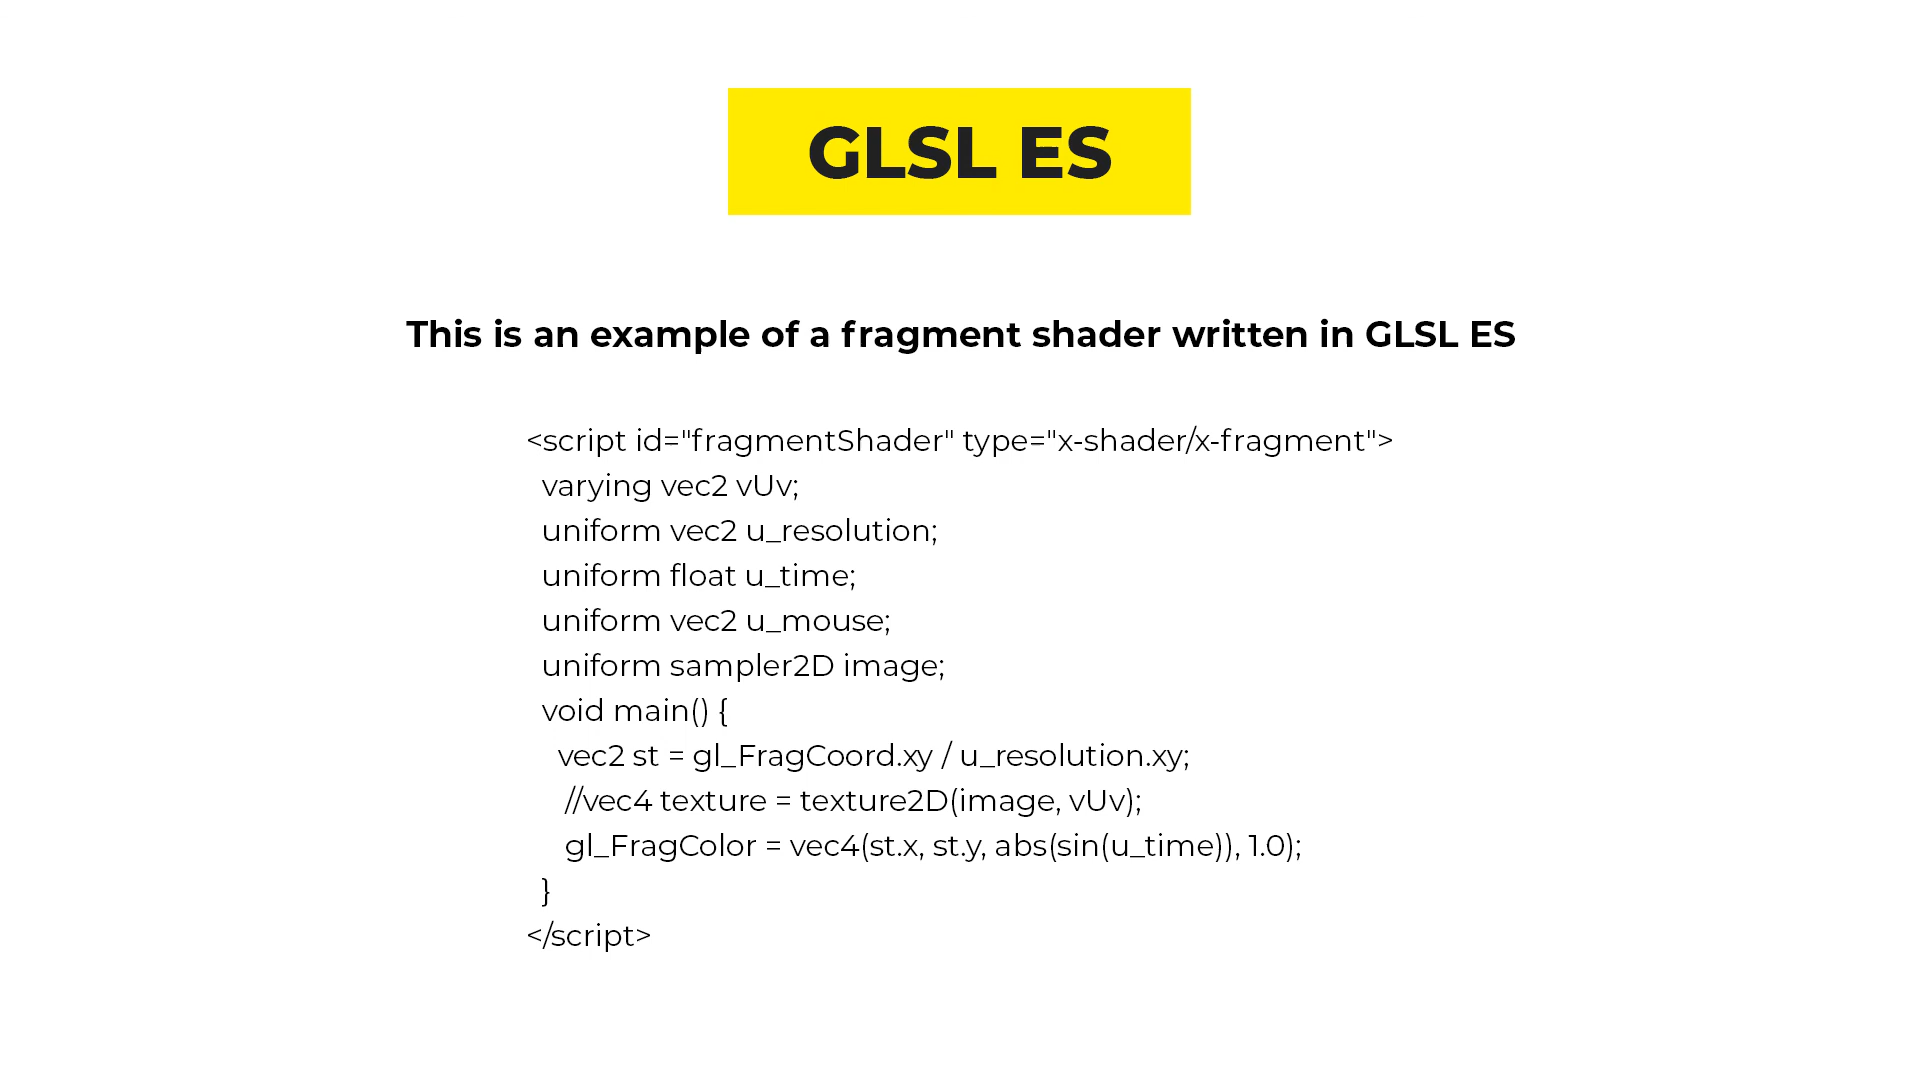 GLSL ES
This is an example of a fragment shader written in GLSL ES
<script id="fragmentShader" type="x-shader/x-fragment">
varying vec2 vUv;
uniform vec2 u_resolution;
uniform float u_time;
uniform vec2 u_mouse;
uniform sampler2D image;
void main() {
vec2 st = gl_FragCoord.xy / u_resolution.xy;
//vec4 texture = texture2D(image, vUv);
gl_FragColor = vec4(st.x, st.y, abs(sin(u_time)), 1.0);
}
</script>